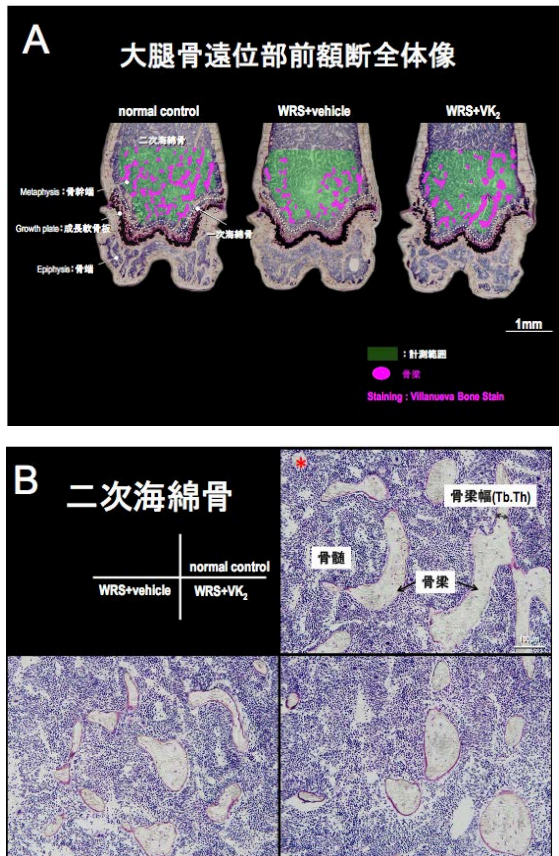 A
大腿骨遠位部前額断全体像
normal control
WRS+vehicle
WRS+VK₂
二次海綿骨
Metaphysis：骨幹端
Growth plate：成長軟骨板
一次海綿骨
Epiphysis：骨端
1mm
：計測範囲
骨梁
Staining : Villanueva Bone Stain
B
二次海綿骨
normal control
WRS+vehicle
WRS+VK₂
*
骨梁幅(Tb.Th)
骨髄
骨梁